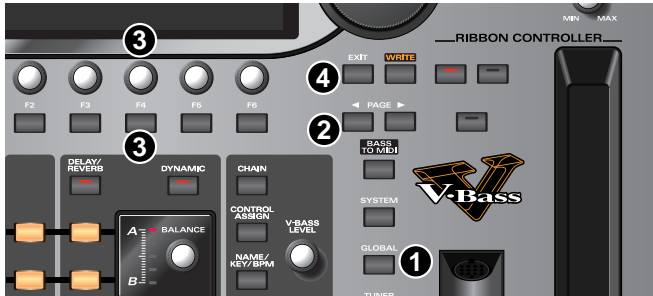 MIN MAX
RIBBON CONTROLLER
3
EXIT WRITE
4
F2 F3 F4 F5 F6
◄ PAGE ►
2
3
BASS
TO MIDI
DELAY/
REVERB
DYNAMIC
CHAIN
V-Bass
SYSTEM
CONTROL
ASSIGN
V-BASS
LEVEL
A
BALANCE
B
NAME/
KEY/BPM
GLOBAL
1
TUNER